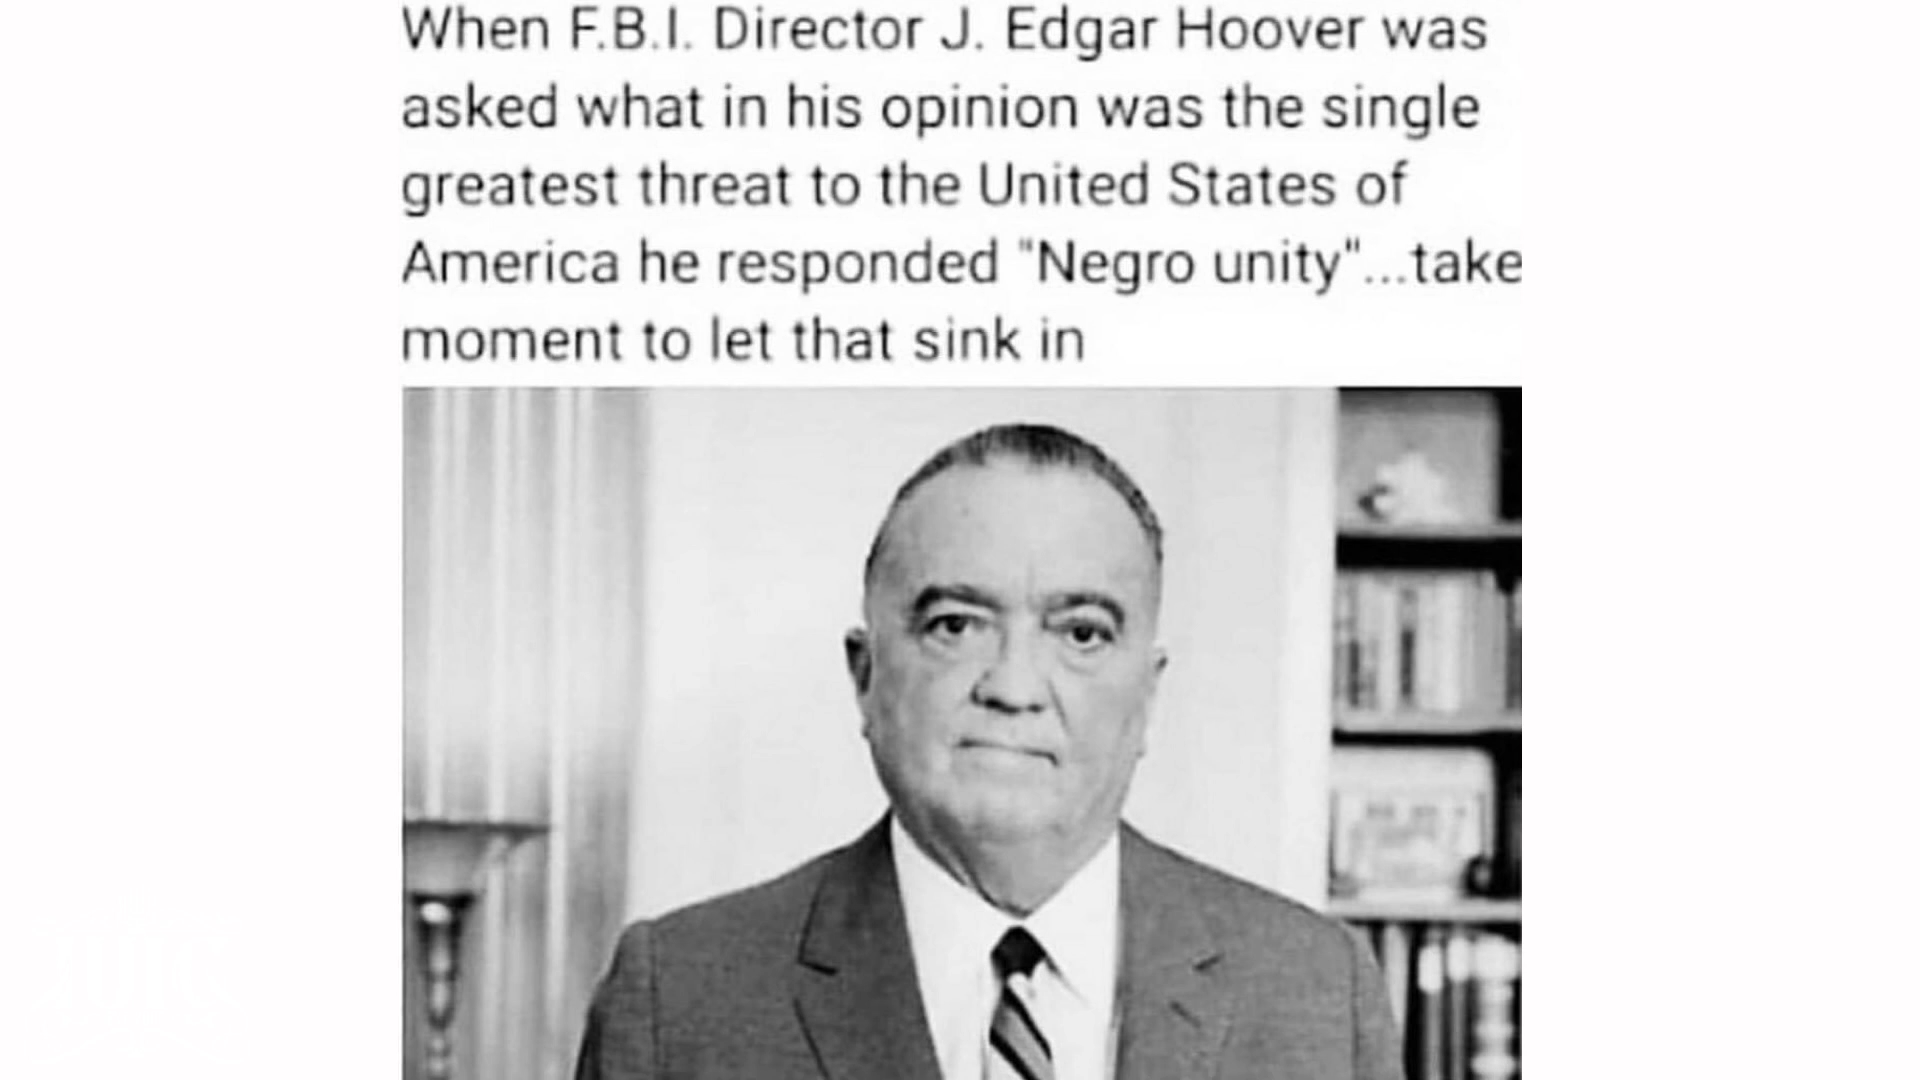 When F.B.I. Director J. Edgar Hoover was
asked what in his opinion was the single
greatest threat to the United States of
America he responded "Negro unity"...take
moment to let that sink in